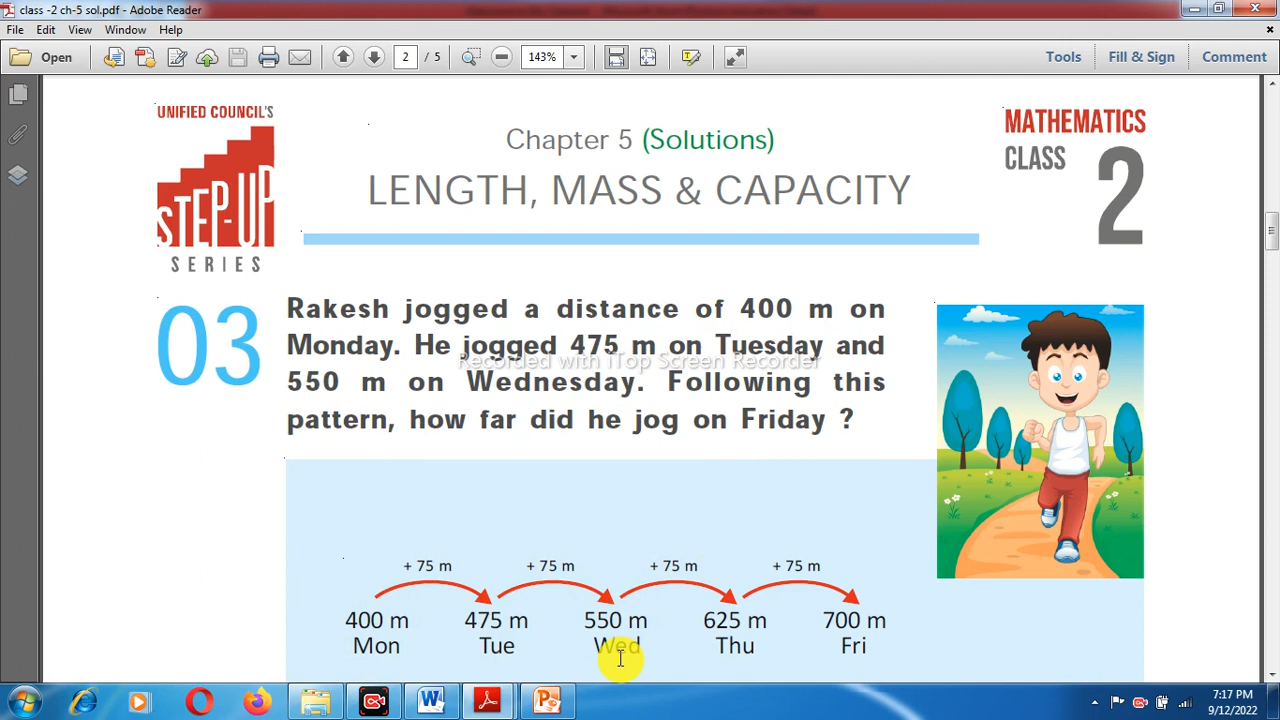 class -2 ch-5 sol.pdf - Adobe Reader
File Edit View Window Help
Open 2 / 5 143% Tools Fill & Sign Comment
UNIFIED COUNCIL'S
STEP-UP
SERIES
Chapter 5 (Solutions)
LENGTH, MASS & CAPACITY
MATHEMATICS
CLASS
2
03
Rakesh jogged a distance of 400 m on
Monday. He jogged 475 m on Tuesday and
Recorded with iTop Screen Recorder
550 m on Wednesday. Following this
pattern, how far did he jog on Friday ?
+ 75 m + 75 m + 75 m + 75 m
400 m 475 m 550 m 625 m 700 m
Mon Tue Wed Thu Fri
7:17 PM
9/12/2022